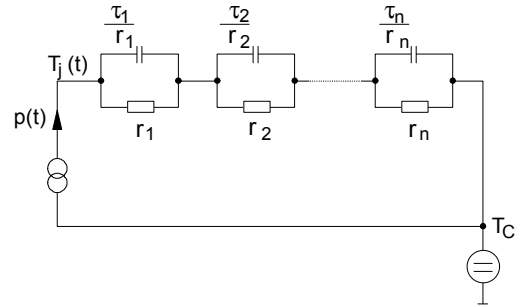 τ1/r1 τ2/r2 τn/rn
Tj(t)
r1 r2 rn
p(t)
TC